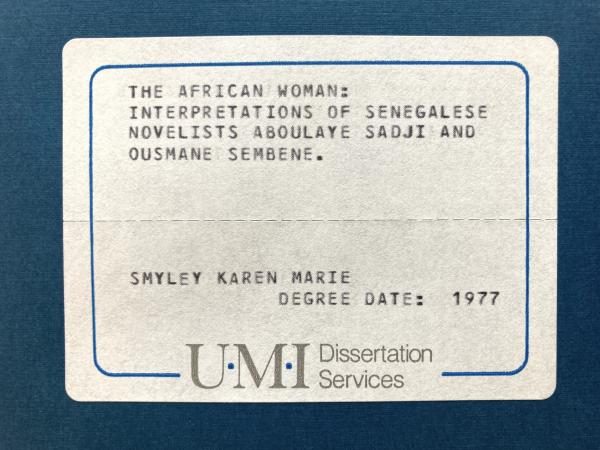 THE AFRICAN WOMAN:
INTERPRETATIONS OF SENEGALESE
NOVELISTS ABOULAYE SADJI AND
OUSMANE SEMBENE.
SMYLEY KAREN MARIE
DEGREE DATE: 1977
U·M·I Dissertation
Services